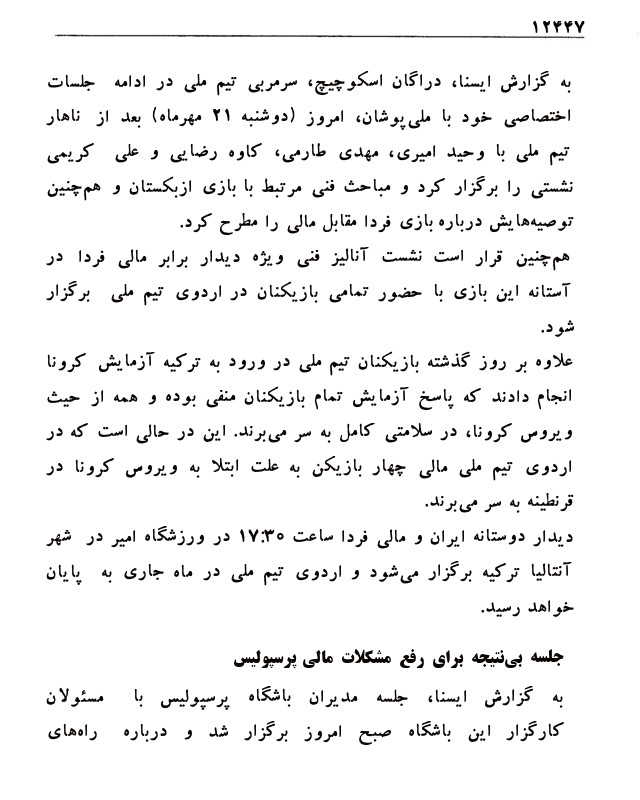 ۱۲۴۴۷
به گزارش ایسنا، دراگان اسکوچیچ، سرمربی تیم ملی در ادامه جلسات
اختصاصی خود با ملی‌پوشان، امروز (دوشنبه ۲۱ مهرماه) بعد از ناهار
تیم ملی با وحید امیری، مهدی طارمی، کاوه رضایی و علی کریمی
نشستی را برگزار کرد و مباحث فنی مرتبط با بازی ازبکستان و هم‌چنین
توصیه‌هایش درباره بازی فردا مقابل مالی را مطرح کرد.
هم‌چنین قرار است نشست آنالیز فنی ویژه دیدار برابر مالی فردا در
آستانه این بازی با حضور تمامی بازیکنان در اردوی تیم ملی برگزار
شود.
علاوه بر روز گذشته بازیکنان تیم ملی در ورود به ترکیه آزمایش کرونا
انجام دادند که پاسخ آزمایش تمام بازیکنان منفی بوده و همه از حیث
ویروس کرونا، در سلامتی کامل به سر می‌برند. این در حالی است که در
اردوی تیم ملی مالی چهار بازیکن به علت ابتلا به ویروس کرونا در
قرنطینه به سر می‌برند.
دیدار دوستانه ایران و مالی فردا ساعت ۱۷:۳۰ در ورزشگاه امیر در شهر
آنتالیا ترکیه برگزار می‌شود و اردوی تیم ملی در ماه جاری به پایان
خواهد رسید.
جلسه بی‌نتیجه برای رفع مشکلات مالی پرسپولیس
به گزارش ایسنا، جلسه مدیران باشگاه پرسپولیس با مسئولان
کارگزار این باشگاه صبح امروز برگزار شد و درباره راه‌های